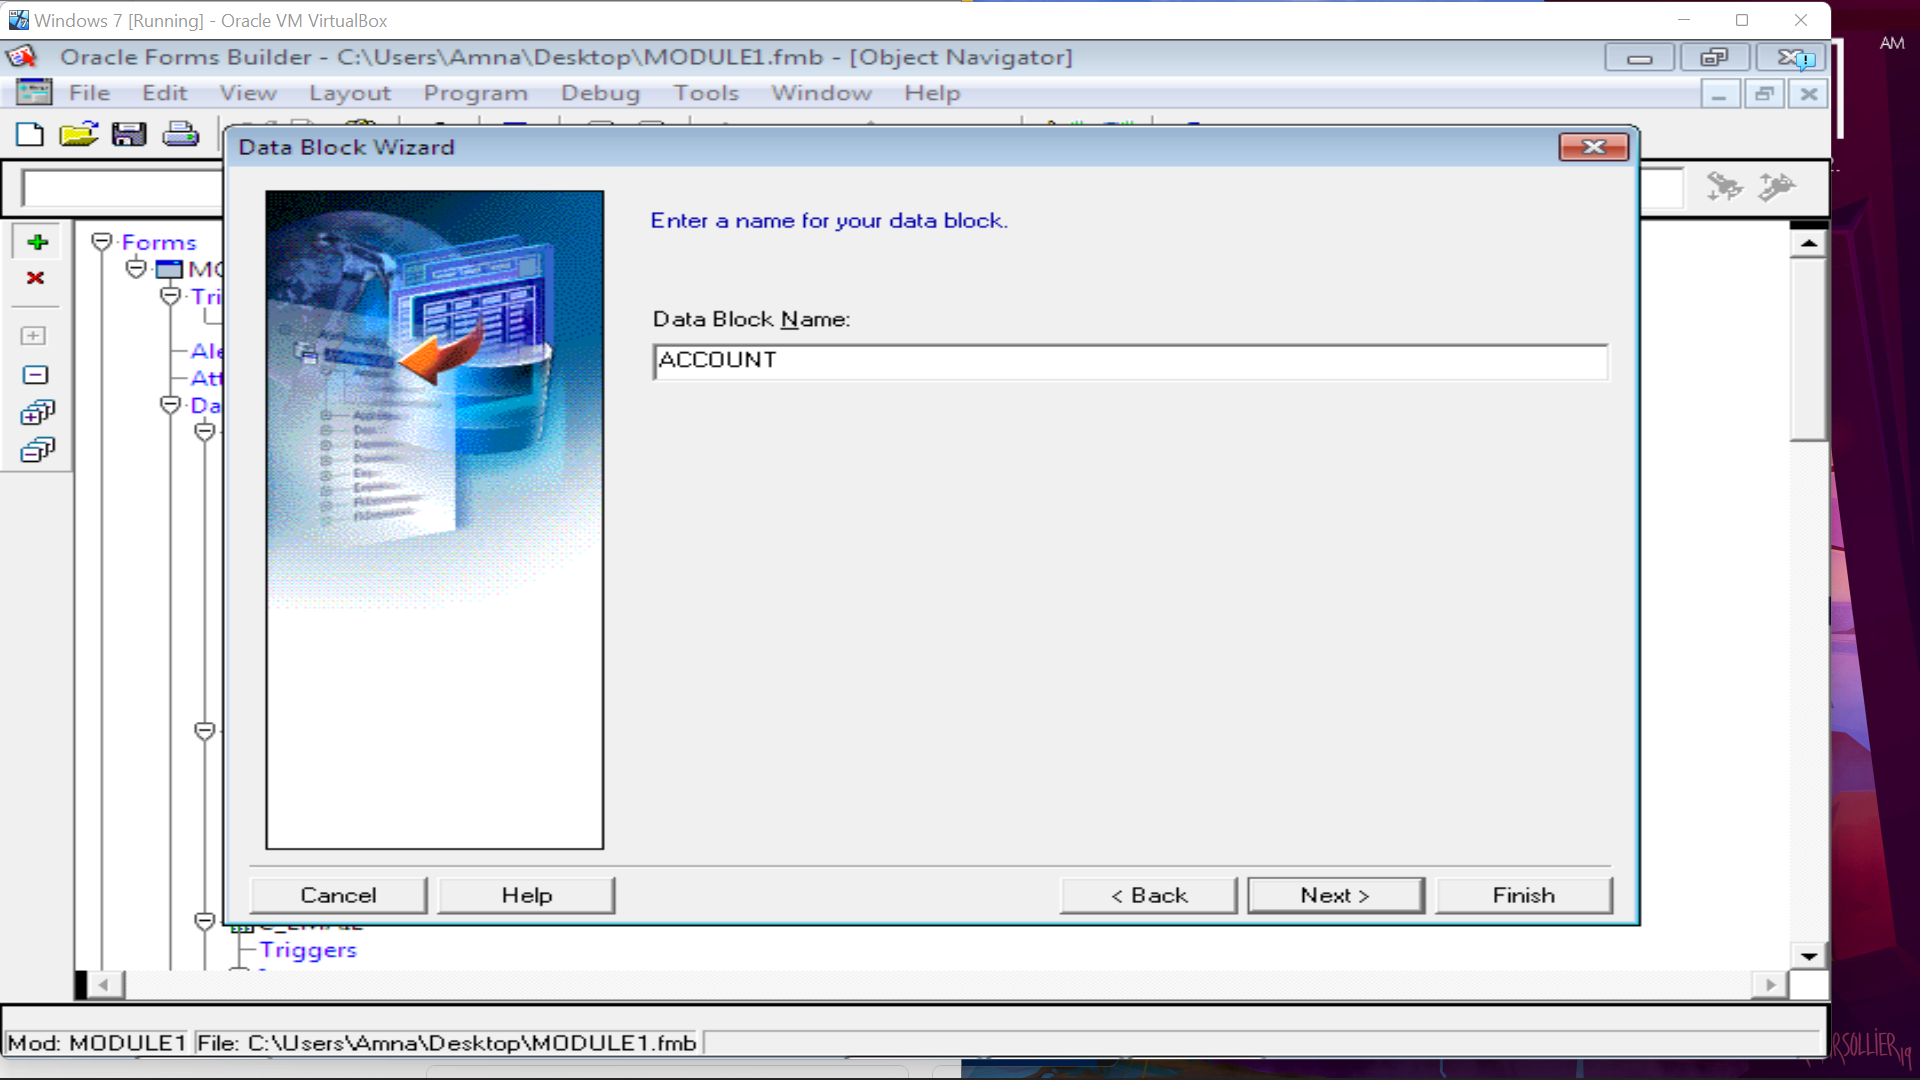 Windows 7 [Running] - Oracle VM VirtualBox
AM
Oracle Forms Builder - C:\Users\Amna\Desktop\MODULE1.fmb - [Object Navigator]
File Edit View Layout Program Debug Tools Window Help
Data Block Wizard
Enter a name for your data block.
Data Block Name:
ACCOUNT
Forms
MO
Tri
Ale
Att
Da
Cancel Help < Back Next > Finish
Triggers
Mod: MODULE1 File: C:\Users\Amna\Desktop\MODULE1.fmb